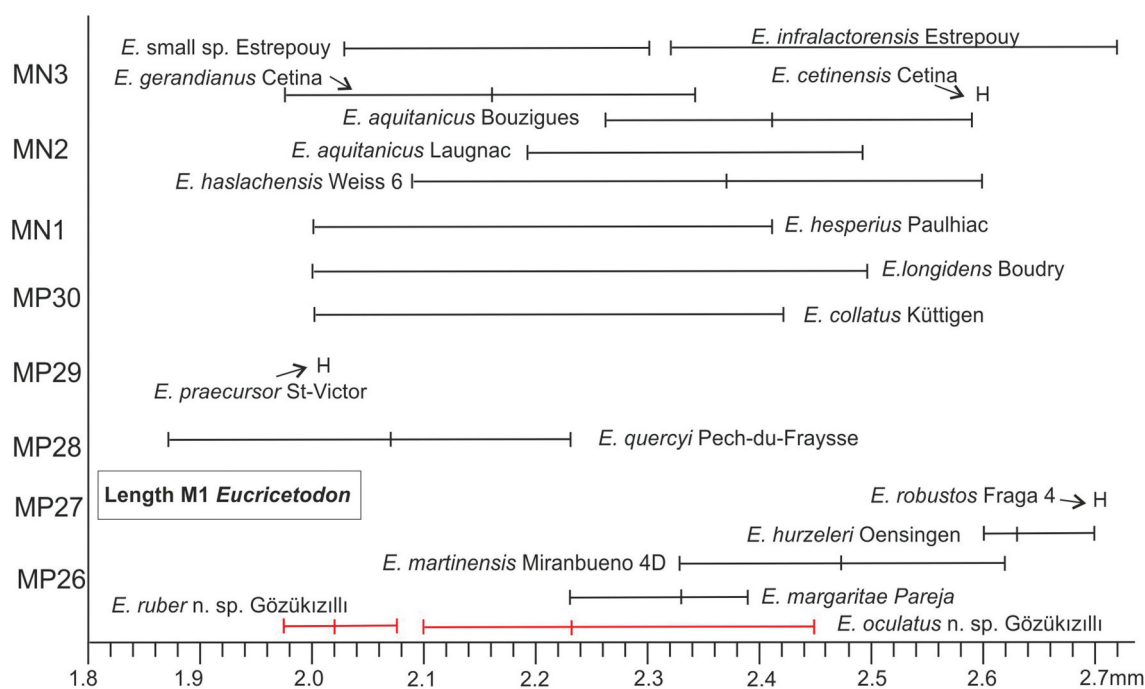 E. small sp. Estrepouy
E. infralactorensis Estrepouy
MN3
E. gerandianus Cetina
E. cetinensis Cetina
H
E. aquitanicus Bouzigues
MN2
E. aquitanicus Laugnac
E. haslachensis Weiss 6
MN1
E. hesperius Paulhiac
E.longidens Boudry
MP30
E. collatus Küttigen
MP29
H
E. praecursor St-Victor
MP28
E. quercyi Pech-du-Fraysse
Length M1 Eucricetodon
MP27
E. robustos Fraga 4
H
E. hurzeleri Oensingen
MP26
E. martinensis Miranbueno 4D
E. margaritae Pareja
E. ruber n. sp. Gözükızıllı
E. oculatus n. sp. Gözükızıllı
1.8 1.9 2.0 2.1 2.2 2.3 2.4 2.5 2.6 2.7mm